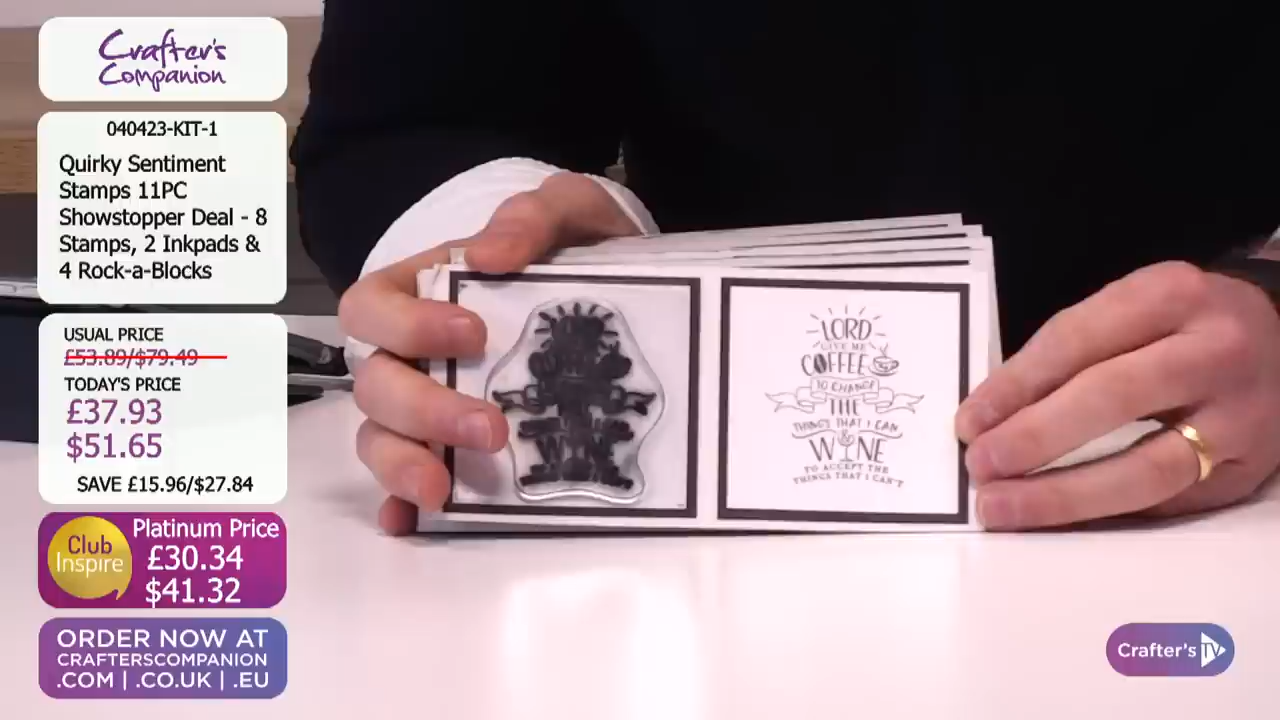 Crafter's
Companion
040423-KIT-1
Quirky Sentiment
Stamps 11PC
Showstopper Deal - 8
Stamps, 2 Inkpads &
4 Rock-a-Blocks
USUAL PRICE
£53.89/$79.49
TODAY'S PRICE
£37.93
$51.65
SAVE £15.96/$27.84
Club
Inspire
Platinum Price
£30.34
$41.32
ORDER NOW AT
CRAFTERSCOMPANION
.COM | .CO.UK | .EU
LORD
GIVE ME
COFFEE
TO CHANGE
THE
THINGS THAT I CAN
&
WINE
TO ACCEPT THE
THINGS THAT I CAN'T
Crafter's TV